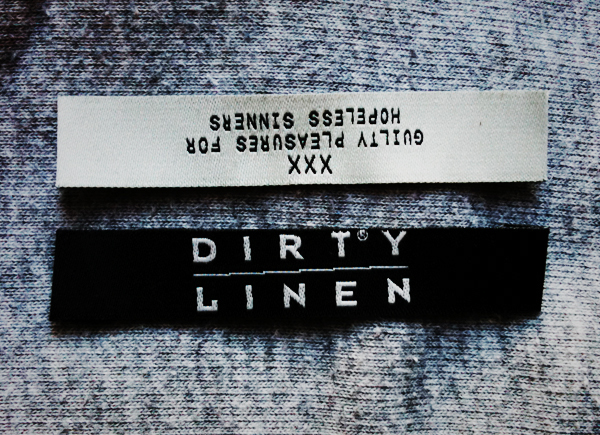 XXX
GUILTY PLEASURES FOR
HOPELESS SINNERS
DIRTY®
LINEN